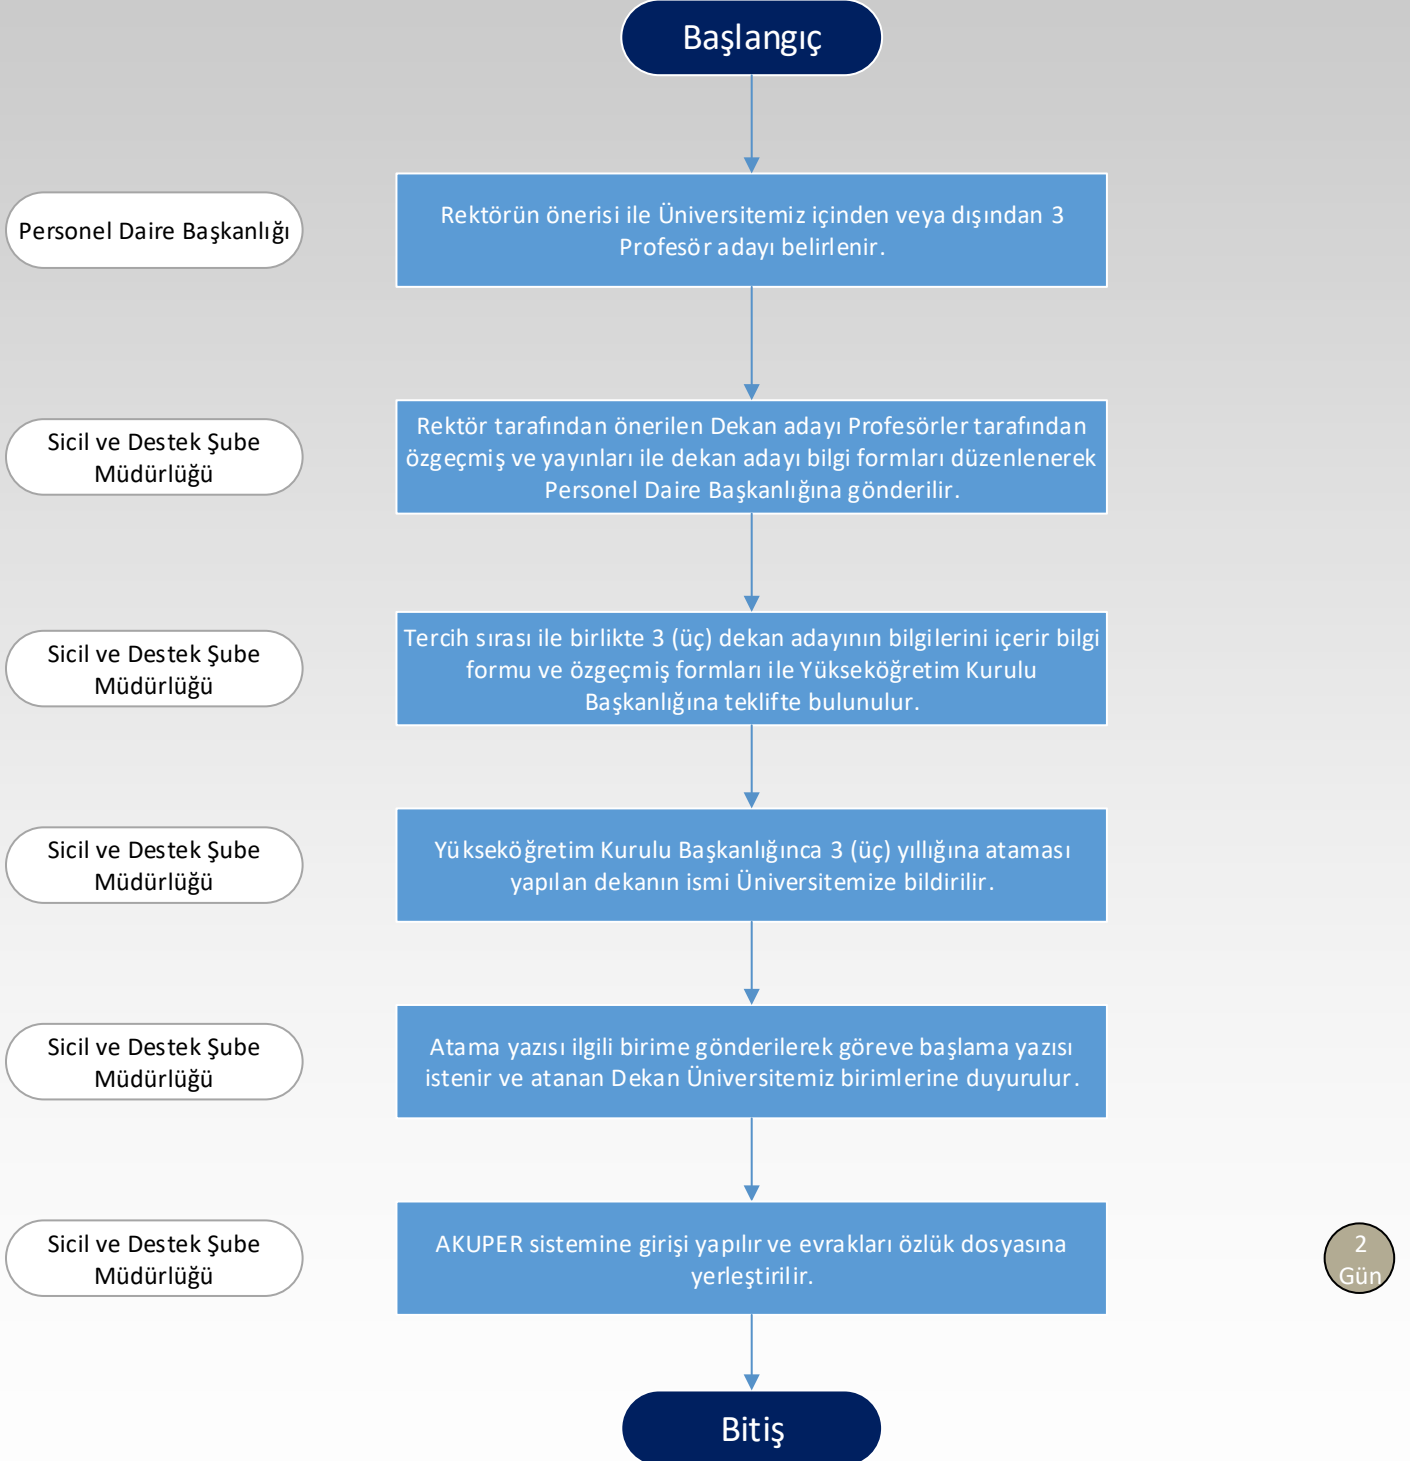 Başlangıç
Personel Daire Başkanlığı
Rektörün önerisi ile Üniversitemiz içinden veya dışından 3
Profesör adayı belirlenir.
Sicil ve Destek Şube
Müdürlüğü
Rektör tarafından önerilen Dekan adayı Profesörler tarafından
özgeçmiş ve yayınları ile dekan adayı bilgi formları düzenlenerek
Personel Daire Başkanlığına gönderilir.
Sicil ve Destek Şube
Müdürlüğü
Tercih sırası ile birlikte 3 (üç) dekan adayının bilgilerini içerir bilgi
formu ve özgeçmiş formları ile Yükseköğretim Kurulu
Başkanlığına teklifte bulunulur.
Sicil ve Destek Şube
Müdürlüğü
Yükseköğretim Kurulu Başkanlığınca 3 (üç) yıllığına ataması
yapılan dekanın ismi Üniversitemize bildirilir.
Sicil ve Destek Şube
Müdürlüğü
Atama yazısı ilgili birime gönderilerek göreve başlama yazısı
istenir ve atanan Dekan Üniversitemiz birimlerine duyurulur.
Sicil ve Destek Şube
Müdürlüğü
AKUPER sistemine girişi yapılır ve evrakları özlük dosyasına
yerleştirilir.
2
Gün
Bitiş